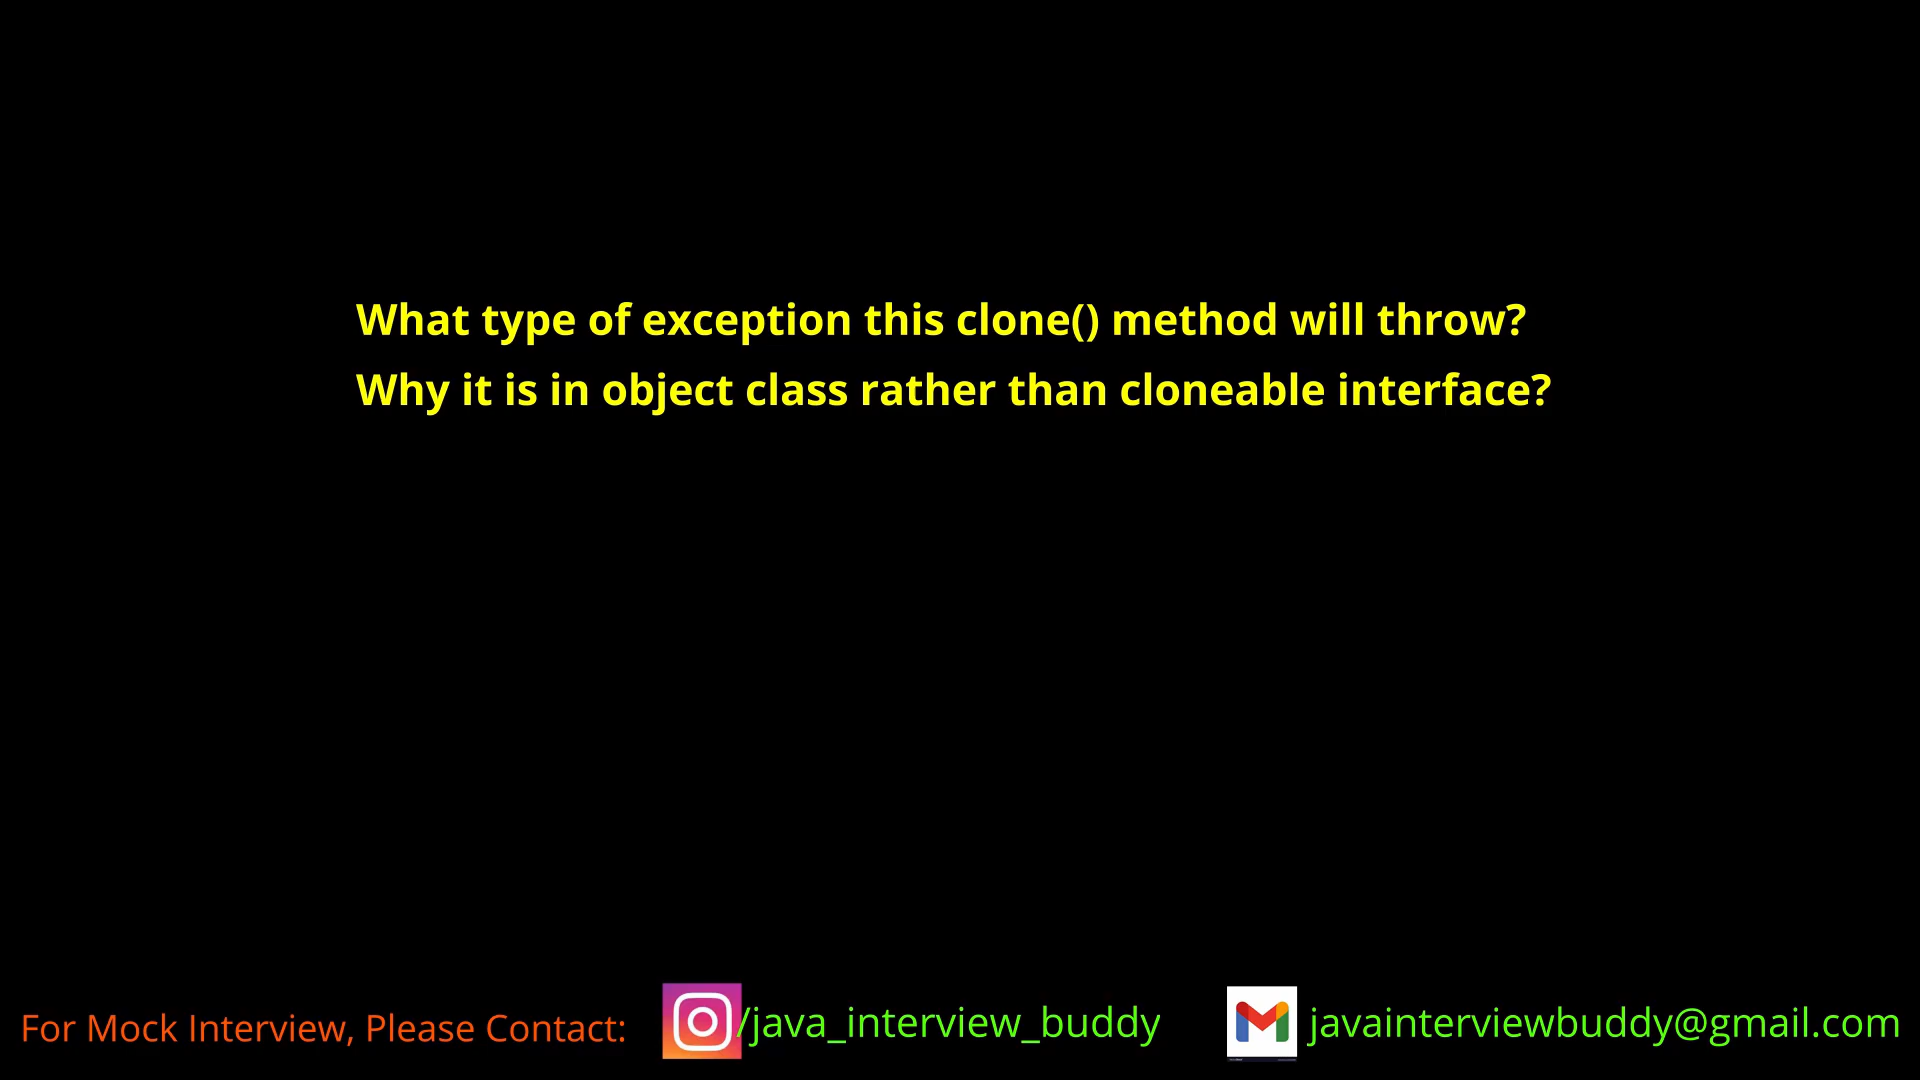 What type of exception this clone() method will throw?
Why it is in object class rather than cloneable interface?
For Mock Interview, Please Contact: /java_interview_buddy javainterviewbuddy@gmail.com